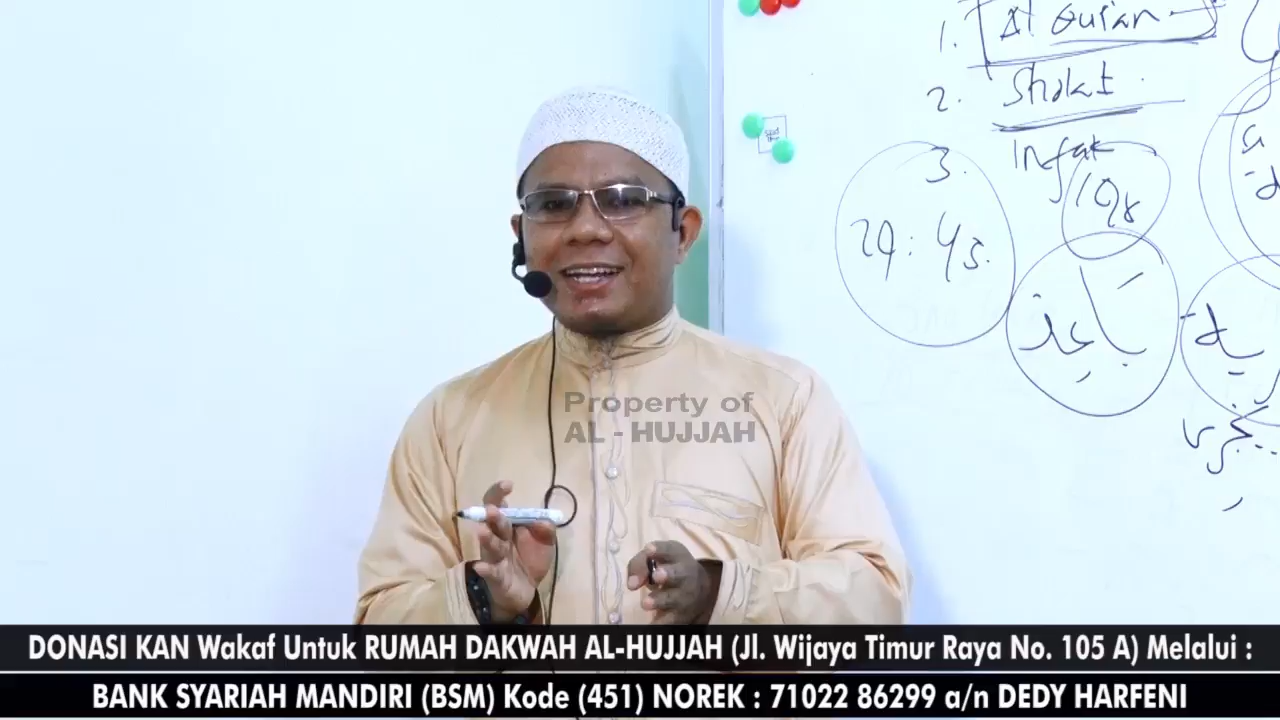 1. Al Qur'an
2. Sholat
3. Infak
29:45.
Property of
AL - HUJJAH
DONASI KAN Wakaf Untuk RUMAH DAKWAH AL-HUJJAH (Jl. Wijaya Timur Raya No. 105 A) Melalui :
BANK SYARIAH MANDIRI (BSM) Kode (451) NOREK : 71022 86299 a/n DEDY HARFENI